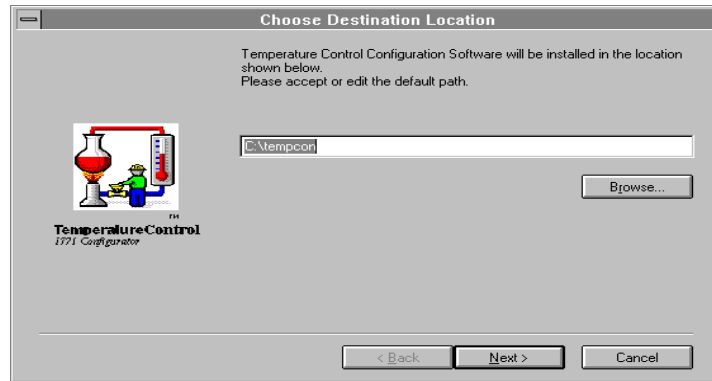 Choose Destination Location
Temperature Control Configuration Software will be installed in the location
shown below.
Please accept or edit the default path.
C:\tempcon
Browse...
TM
TemperatureControl
1771 Configurator
< Back
Next >
Cancel